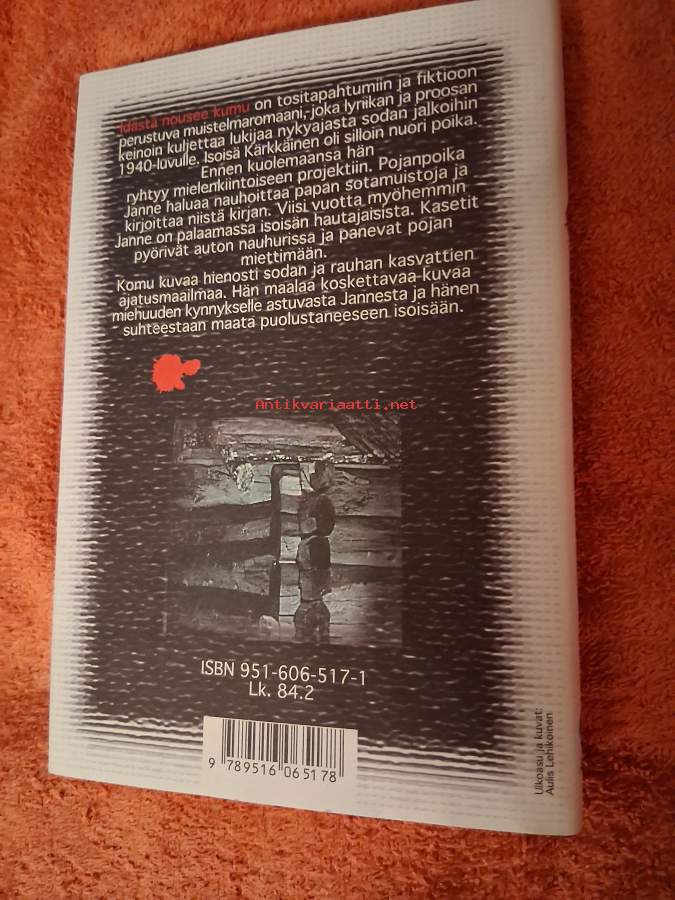 Idästä nousee kumu on tositapahtumiin ja fiktioon
perustuva muistelmaromaani, joka lyriikan ja proosan
keinoin kuljettaa lukijaa nykyajasta sodan jalkoihin
1940-luvulle. Isoisä Kärkkäinen oli silloin nuori poika.
Ennen kuolemaansa hän
ryhtyy mielenkiintoiseen projektiin. Pojanpoika
Janne haluaa nauhoittaa papan sotamuistoja ja
kirjoittaa niistä kirjan. Viisi vuotta myöhemmin
Janne on palaamassa isoisän hautajaisista. Kasetit
pyörivät auton nauhurissa ja panevat pojan
miettimään.
Komu kuvaa hienosti sodan ja rauhan kasvattien
ajatusmaailmaa. Hän maalaa koskettavaa kuvaa
miehuuden kynnykselle astuvasta Jannesta ja hänen
suhteestaan maata puolustaneeseen isoisään.
Antikvariaatti.net
ISBN 951-606-517-1
Lk. 84.2
9 789516 065178
Ulkoasu ja kuvat:
Aulis Lehikoinen